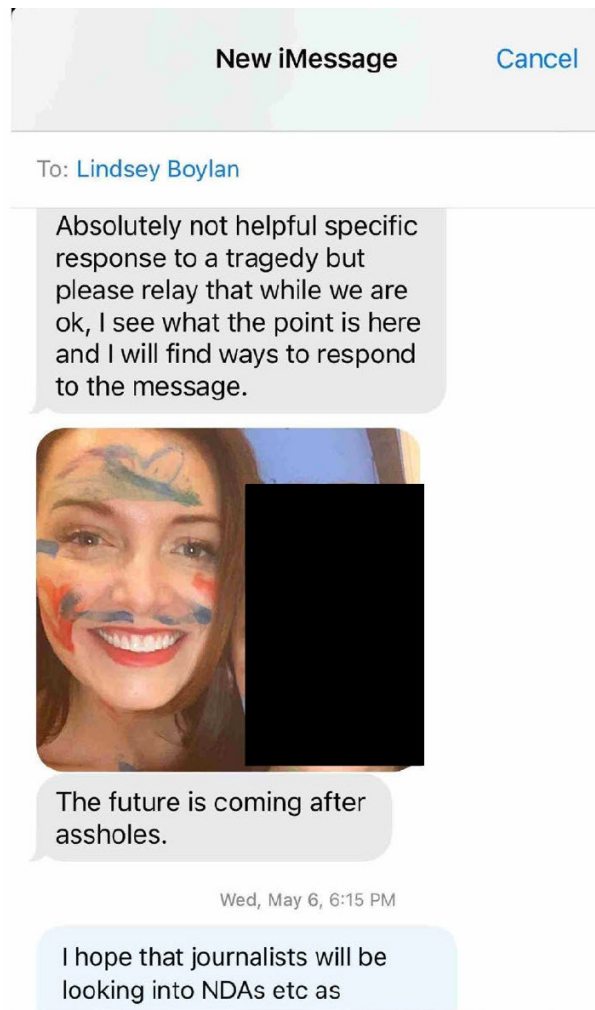 New iMessage Cancel
To: Lindsey Boylan
Absolutely not helpful specific
response to a tragedy but
please relay that while we are
ok, I see what the point is here
and I will find ways to respond
to the message.
The future is coming after
assholes.
Wed, May 6, 6:15 PM
I hope that journalists will be
looking into NDAs etc as